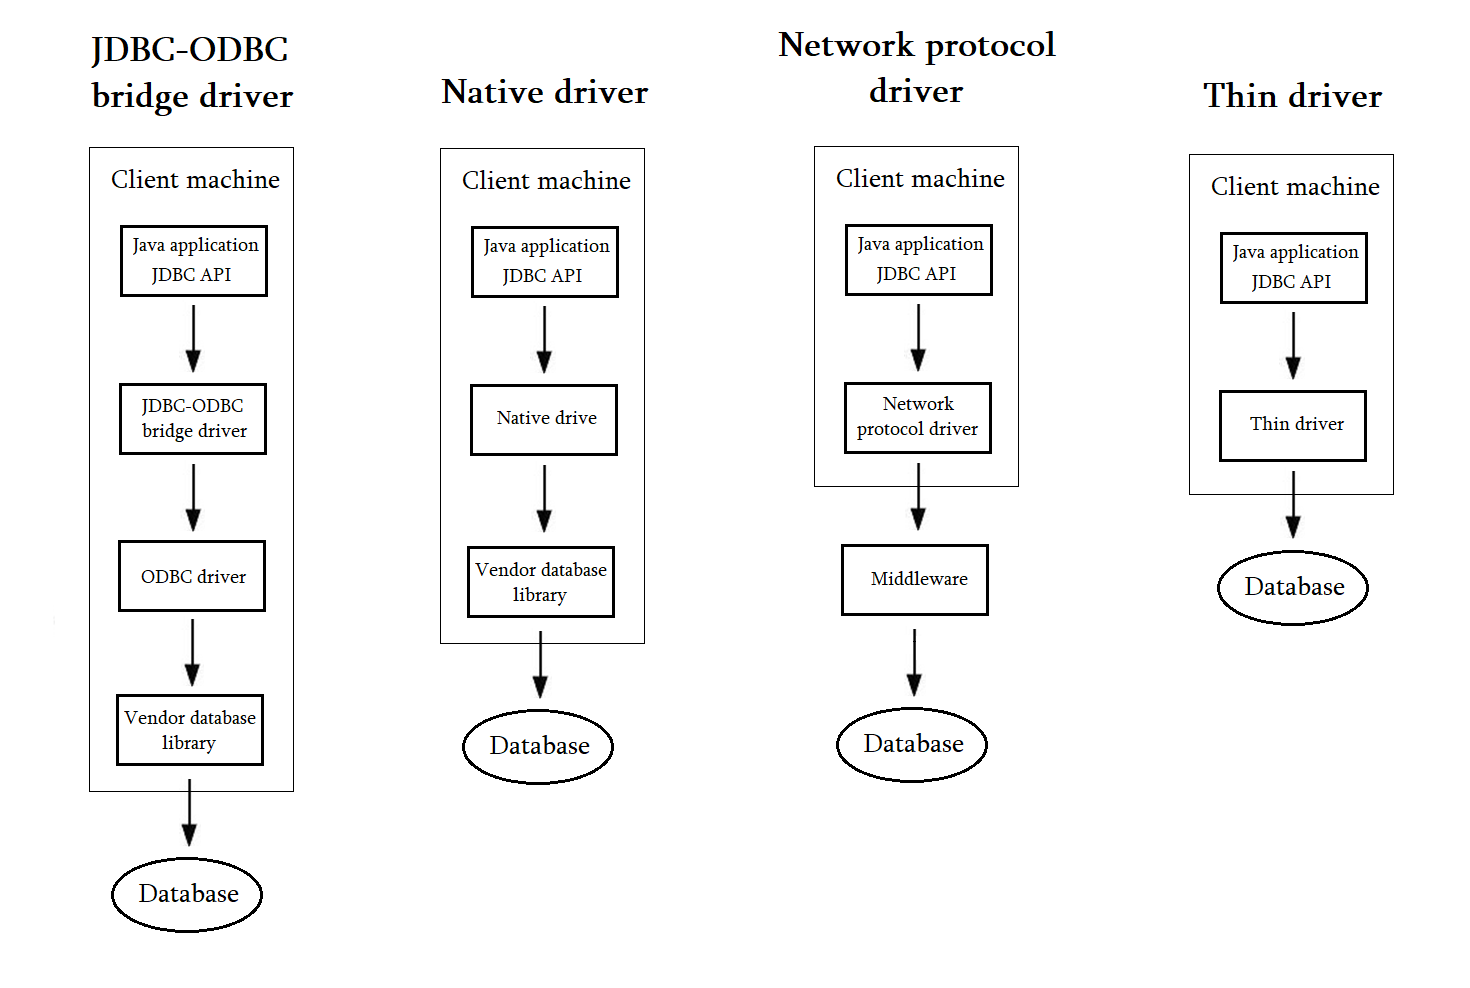 JDBC-ODBC
bridge driver
Client machine
Java application
JDBC API
JDBC-ODBC
bridge driver
ODBC driver
Vendor database
library
Database
Native driver
Client machine
Java application
JDBC API
Native drive
Vendor database
library
Database
Network protocol
driver
Client machine
Java application
JDBC API
Network
protocol driver
Middleware
Database
Thin driver
Client machine
Java application
JDBC API
Thin driver
Database